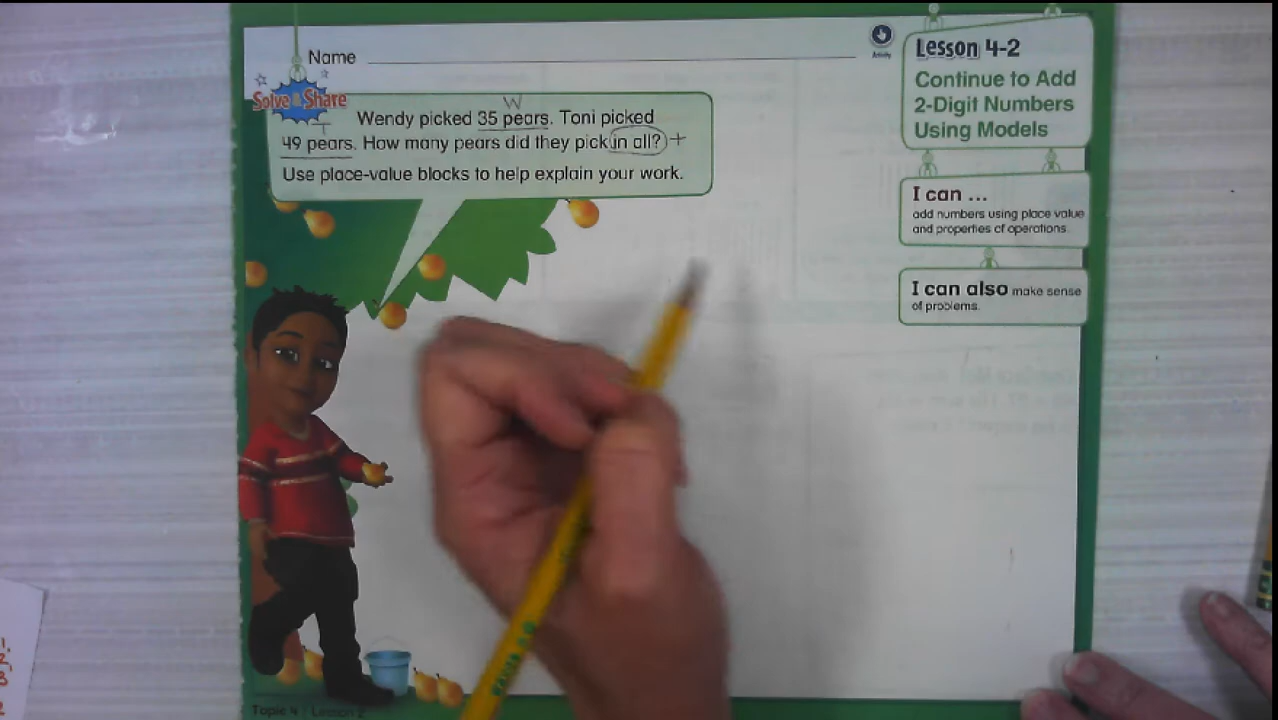 Name
Activity
Lesson 4-2
Continue to Add
2-Digit Numbers
Using Models
Solve & Share
W
Wendy picked 35 pears. Toni picked
T
49 pears. How many pears did they pick in all? +
Use place-value blocks to help explain your work.
I can ...
add numbers using place value
and properties of operations.
I can also make sense
of problems.
Topic 4 Lesson 2